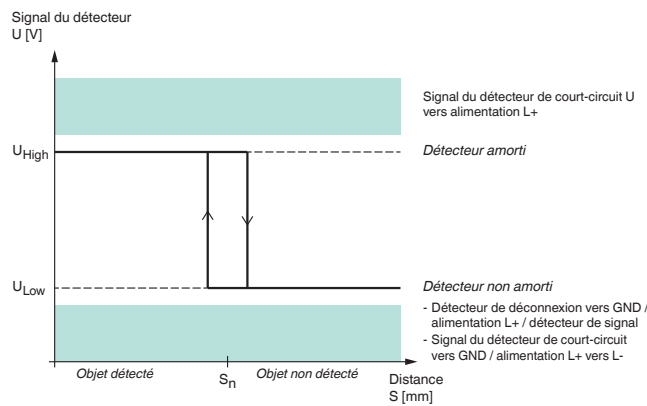 Signal du détecteur
U [V]
Signal du détecteur de court-circuit U
vers alimentation L+
UHigh
Détecteur amorti
ULow
Détecteur non amorti
- Détecteur de déconnexion vers GND /
alimentation L+ / détecteur de signal
- Signal du détecteur de court-circuit
vers GND / alimentation L+ vers L-
Objet détecté
Sn
Objet non détecté
Distance
S [mm]